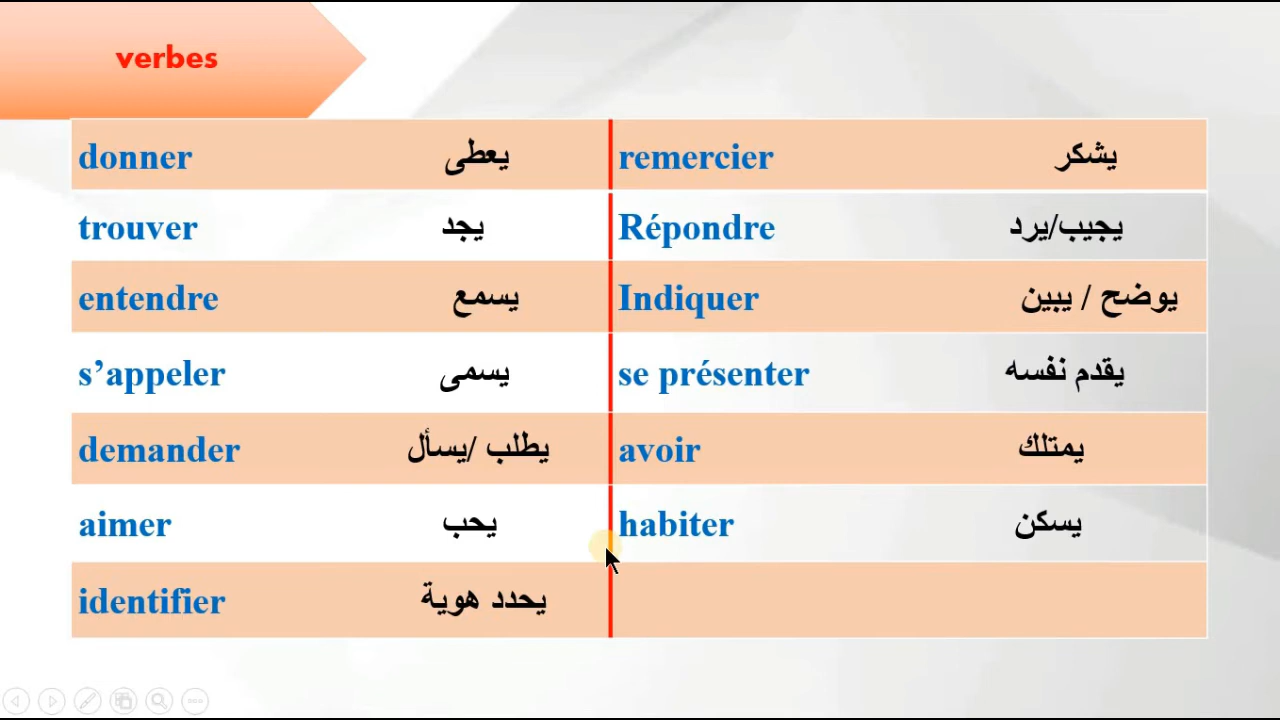 verbes
donner يعطى remercier يشكر
trouver يجد Répondre يجيب/يرد
entendre يسمع Indiquer يوضح / يبين
s’appeler يسمى se présenter يقدم نفسه
demander يطلب /يسأل avoir يمتلك
aimer يحب habiter يسكن
identifier يحدد هوية